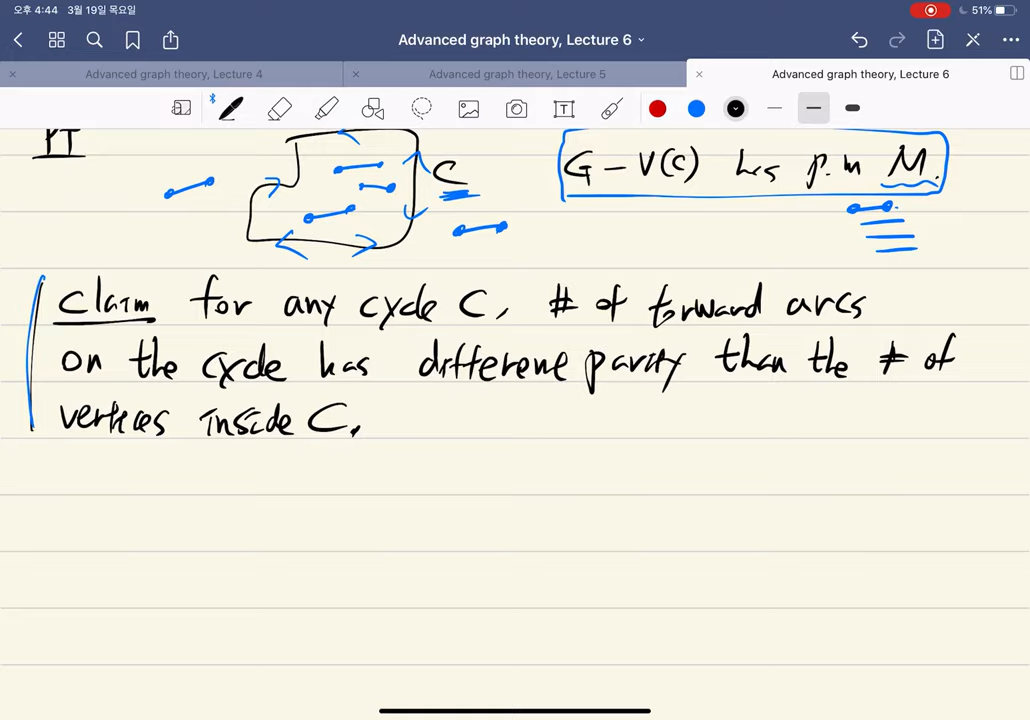 오후 4:44 3월 19일 목요일 51%
Advanced graph theory, Lecture 6
Advanced graph theory, Lecture 4 Advanced graph theory, Lecture 5 Advanced graph theory, Lecture 6
Pf
C
G - V(C) has p.m M.
Claim for any cycle C, # of forward arcs
on the cycle has different parity than the # of
vertices inside C.